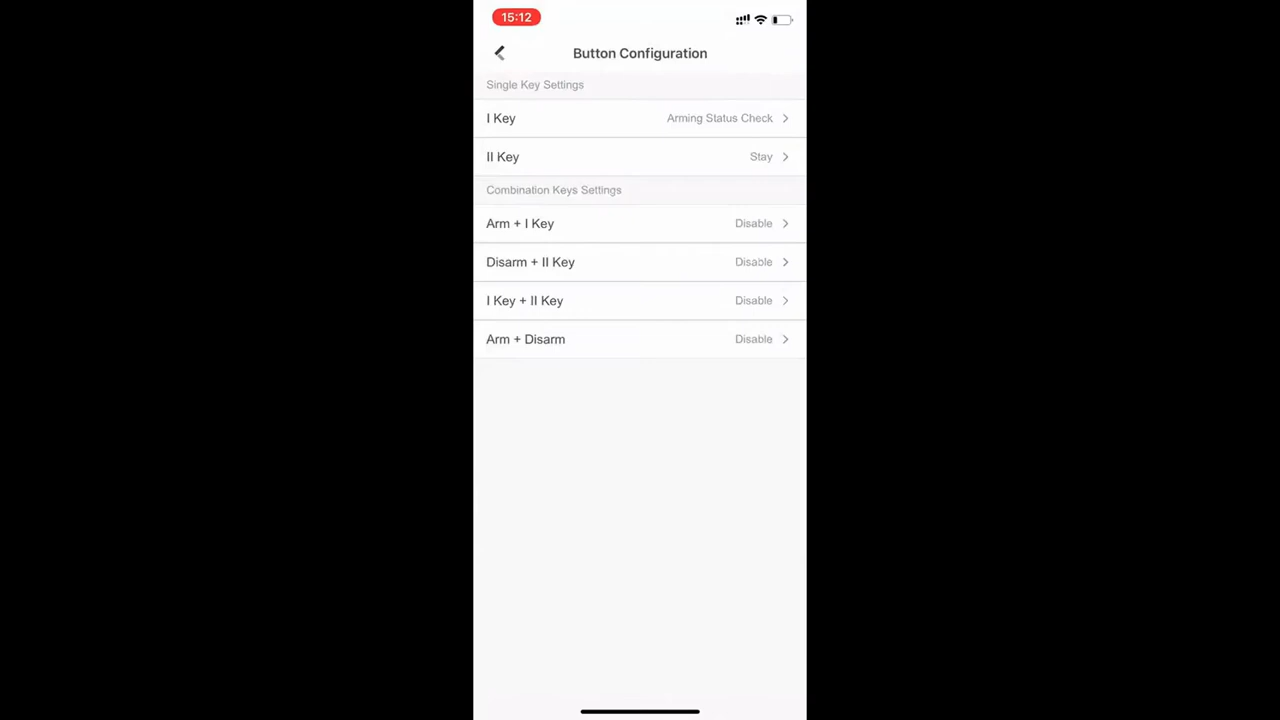 15:12
Button Configuration
Single Key Settings
I Key Arming Status Check
II Key Stay
Combination Keys Settings
Arm + I Key Disable
Disarm + II Key Disable
I Key + II Key Disable
Arm + Disarm Disable